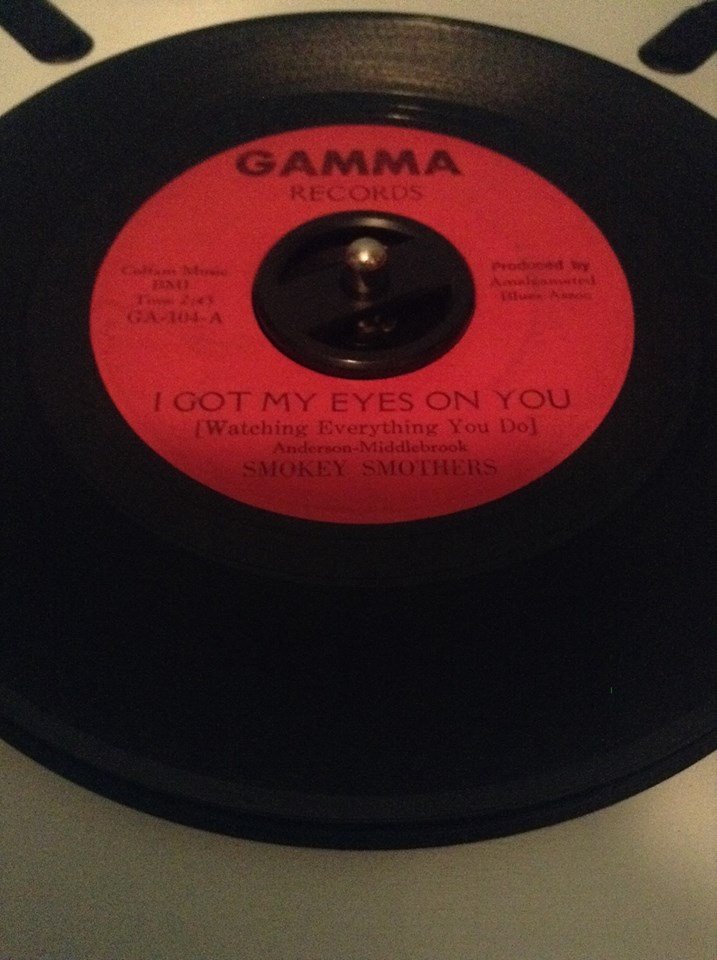 GAMMA
RECORDS
Music
BMI
Time 2:45
GA-104-A
Produced by
Amalgamated
Blues Assoc
I GOT MY EYES ON YOU
[Watching Everything You Do]
Anderson-Middlebrook
SMOKEY SMOTHERS